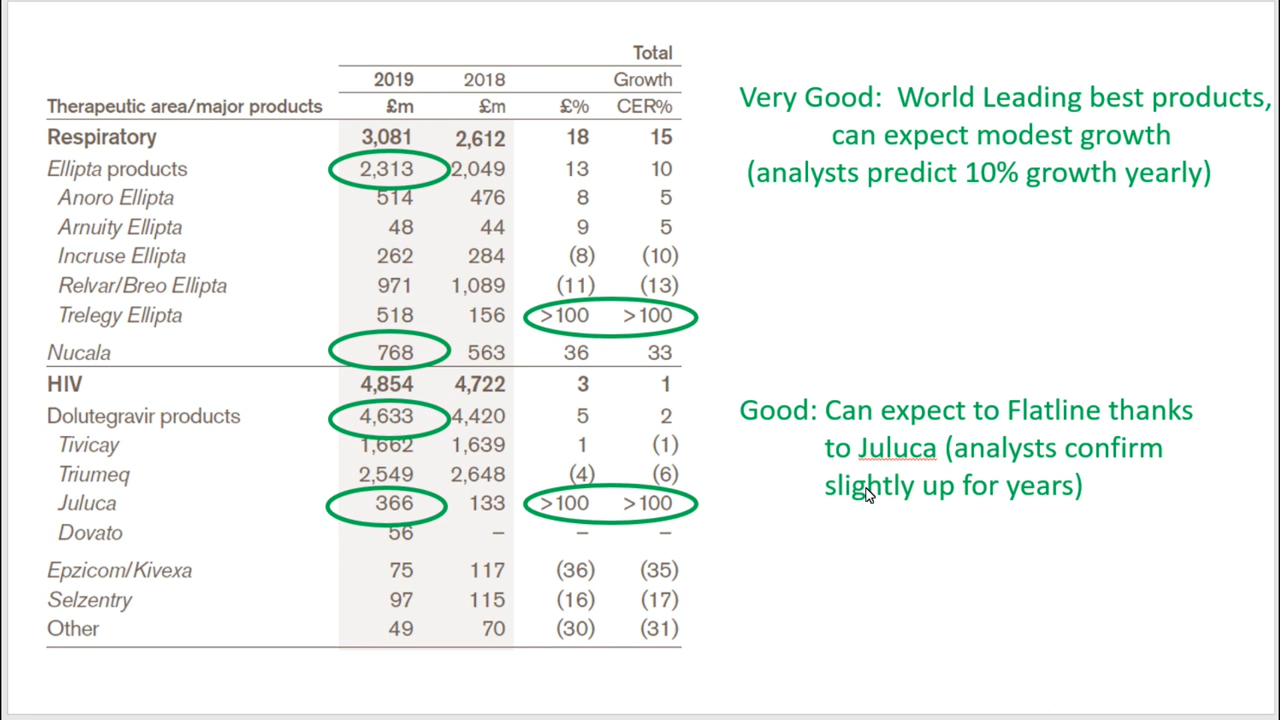 Total
2019 2018 Growth
Therapeutic area/major products £m £m £% CER%
Respiratory 3,081 2,612 18 15
Ellipta products 2,313 2,049 13 10
Anoro Ellipta 514 476 8 5
Arnuity Ellipta 48 44 9 5
Incruse Ellipta 262 284 (8) (10)
Relvar/Breo Ellipta 971 1,089 (11) (13)
Trelegy Ellipta 518 156 >100 >100
Nucala 768 563 36 33
HIV 4,854 4,722 3 1
Dolutegravir products 4,633 4,420 5 2
Tivicay 1,662 1,639 1 (1)
Triumeq 2,549 2,648 (4) (6)
Juluca 366 133 >100 >100
Dovato 56 – – –
Epzicom/Kivexa 75 117 (36) (35)
Selzentry 97 115 (16) (17)
Other 49 70 (30) (31)
Very Good: World Leading best products,
can expect modest growth
(analysts predict 10% growth yearly)
Good: Can expect to Flatline thanks
to Juluca (analysts confirm
slightly up for years)